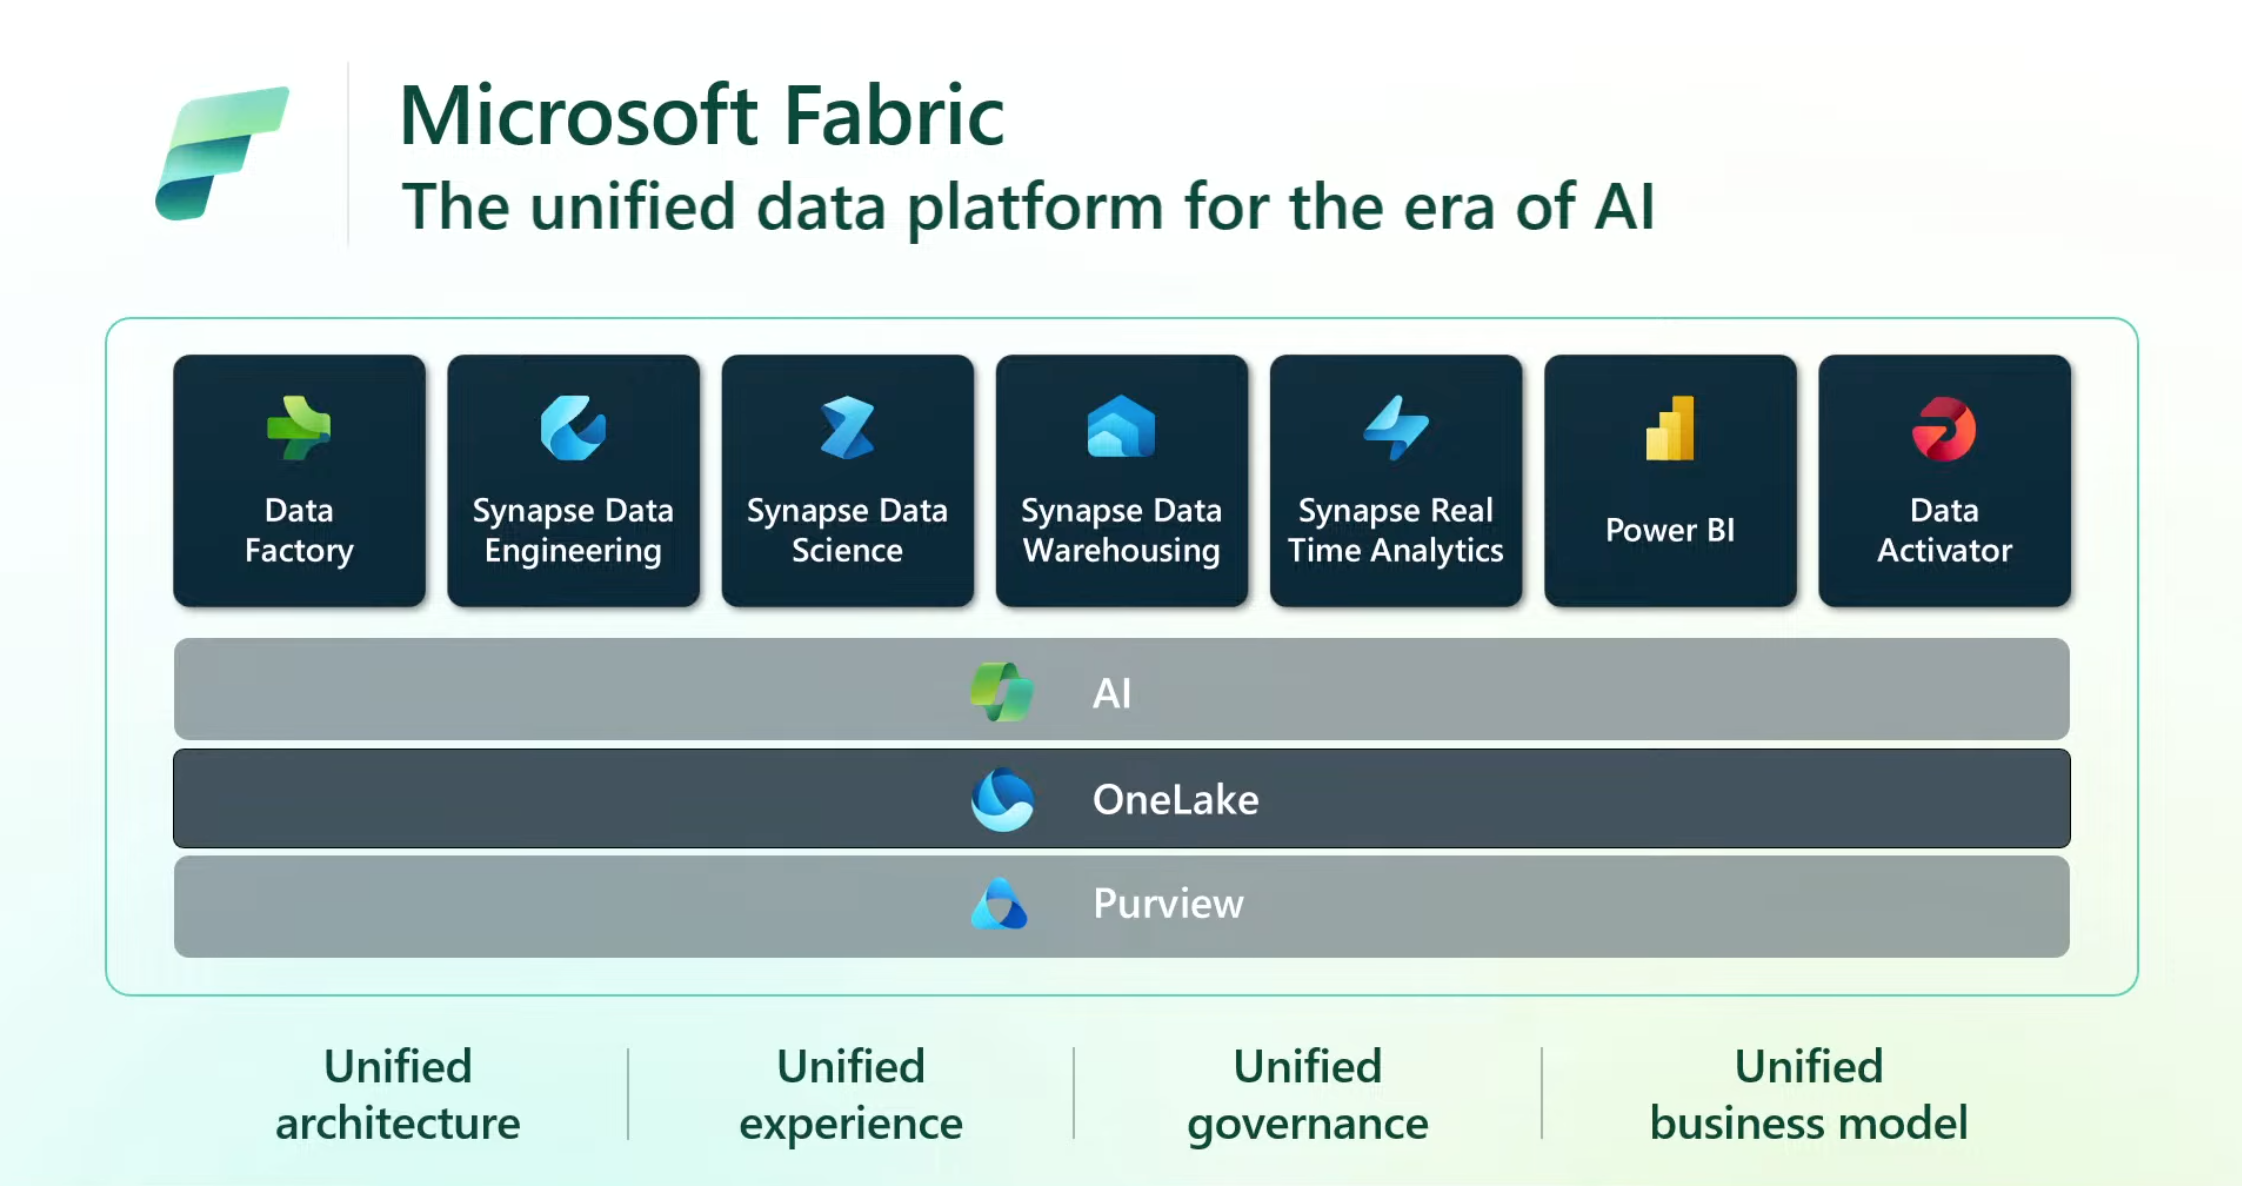 Microsoft Fabric
The unified data platform for the era of AI
Data
Factory
Synapse Data
Engineering
Synapse Data
Science
Synapse Data
Warehousing
Synapse Real
Time Analytics
Power BI
Data
Activator
AI
OneLake
Purview
Unified
architecture
Unified
experience
Unified
governance
Unified
business model